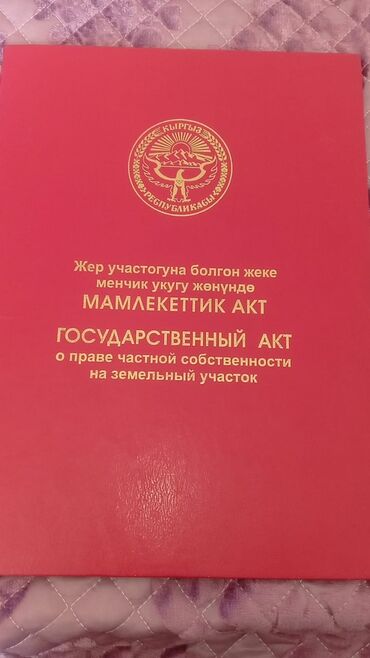 КЫРГЫЗ
РЕСПУБЛИКАСЫ
Жер участогуна болгон жеке
менчик укугу жөнүндө
МАМЛЕКЕТТИК АКТ
ГОСУДАРСТВЕННЫЙ АКТ
о праве частной собственности
на земельный участок